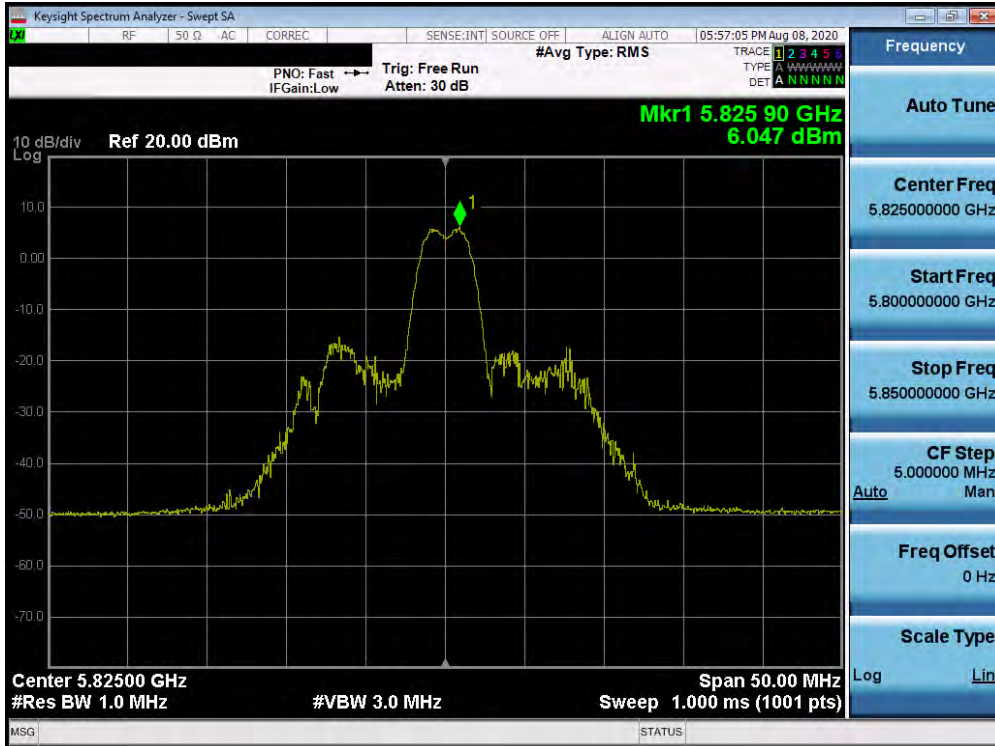 Keysight Spectrum Analyzer - Swept SA
LXI RF 50 Ω AC CORREC SENSE:INT SOURCE OFF ALIGN AUTO 05:57:05 PM Aug 08, 2020
#Avg Type: RMS TRACE 1 2 3 4 5 6
PNO: Fast Trig: Free Run TYPE A WWWWW
IFGain:Low Atten: 30 dB DET A N N N N N
Mkr1 5.825 90 GHz
6.047 dBm
10 dB/div Ref 20.00 dBm
Log
1
10.0
0.00
-10.0
-20.0
-30.0
-40.0
-50.0
-60.0
-70.0
Center 5.82500 GHz Span 50.00 MHz
#Res BW 1.0 MHz #VBW 3.0 MHz Sweep 1.000 ms (1001 pts)
MSG STATUS
Frequency
Auto Tune
Center Freq
5.825000000 GHz
Start Freq
5.800000000 GHz
Stop Freq
5.850000000 GHz
CF Step
5.000000 MHz
Auto Man
Freq Offset
0 Hz
Scale Type
Log Lin